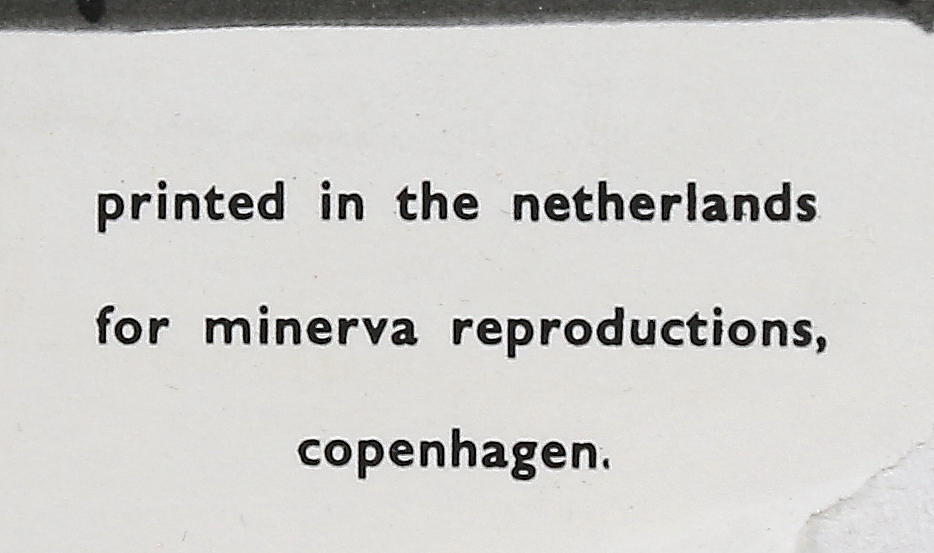 printed in the netherlands
for minerva reproductions,
copenhagen.